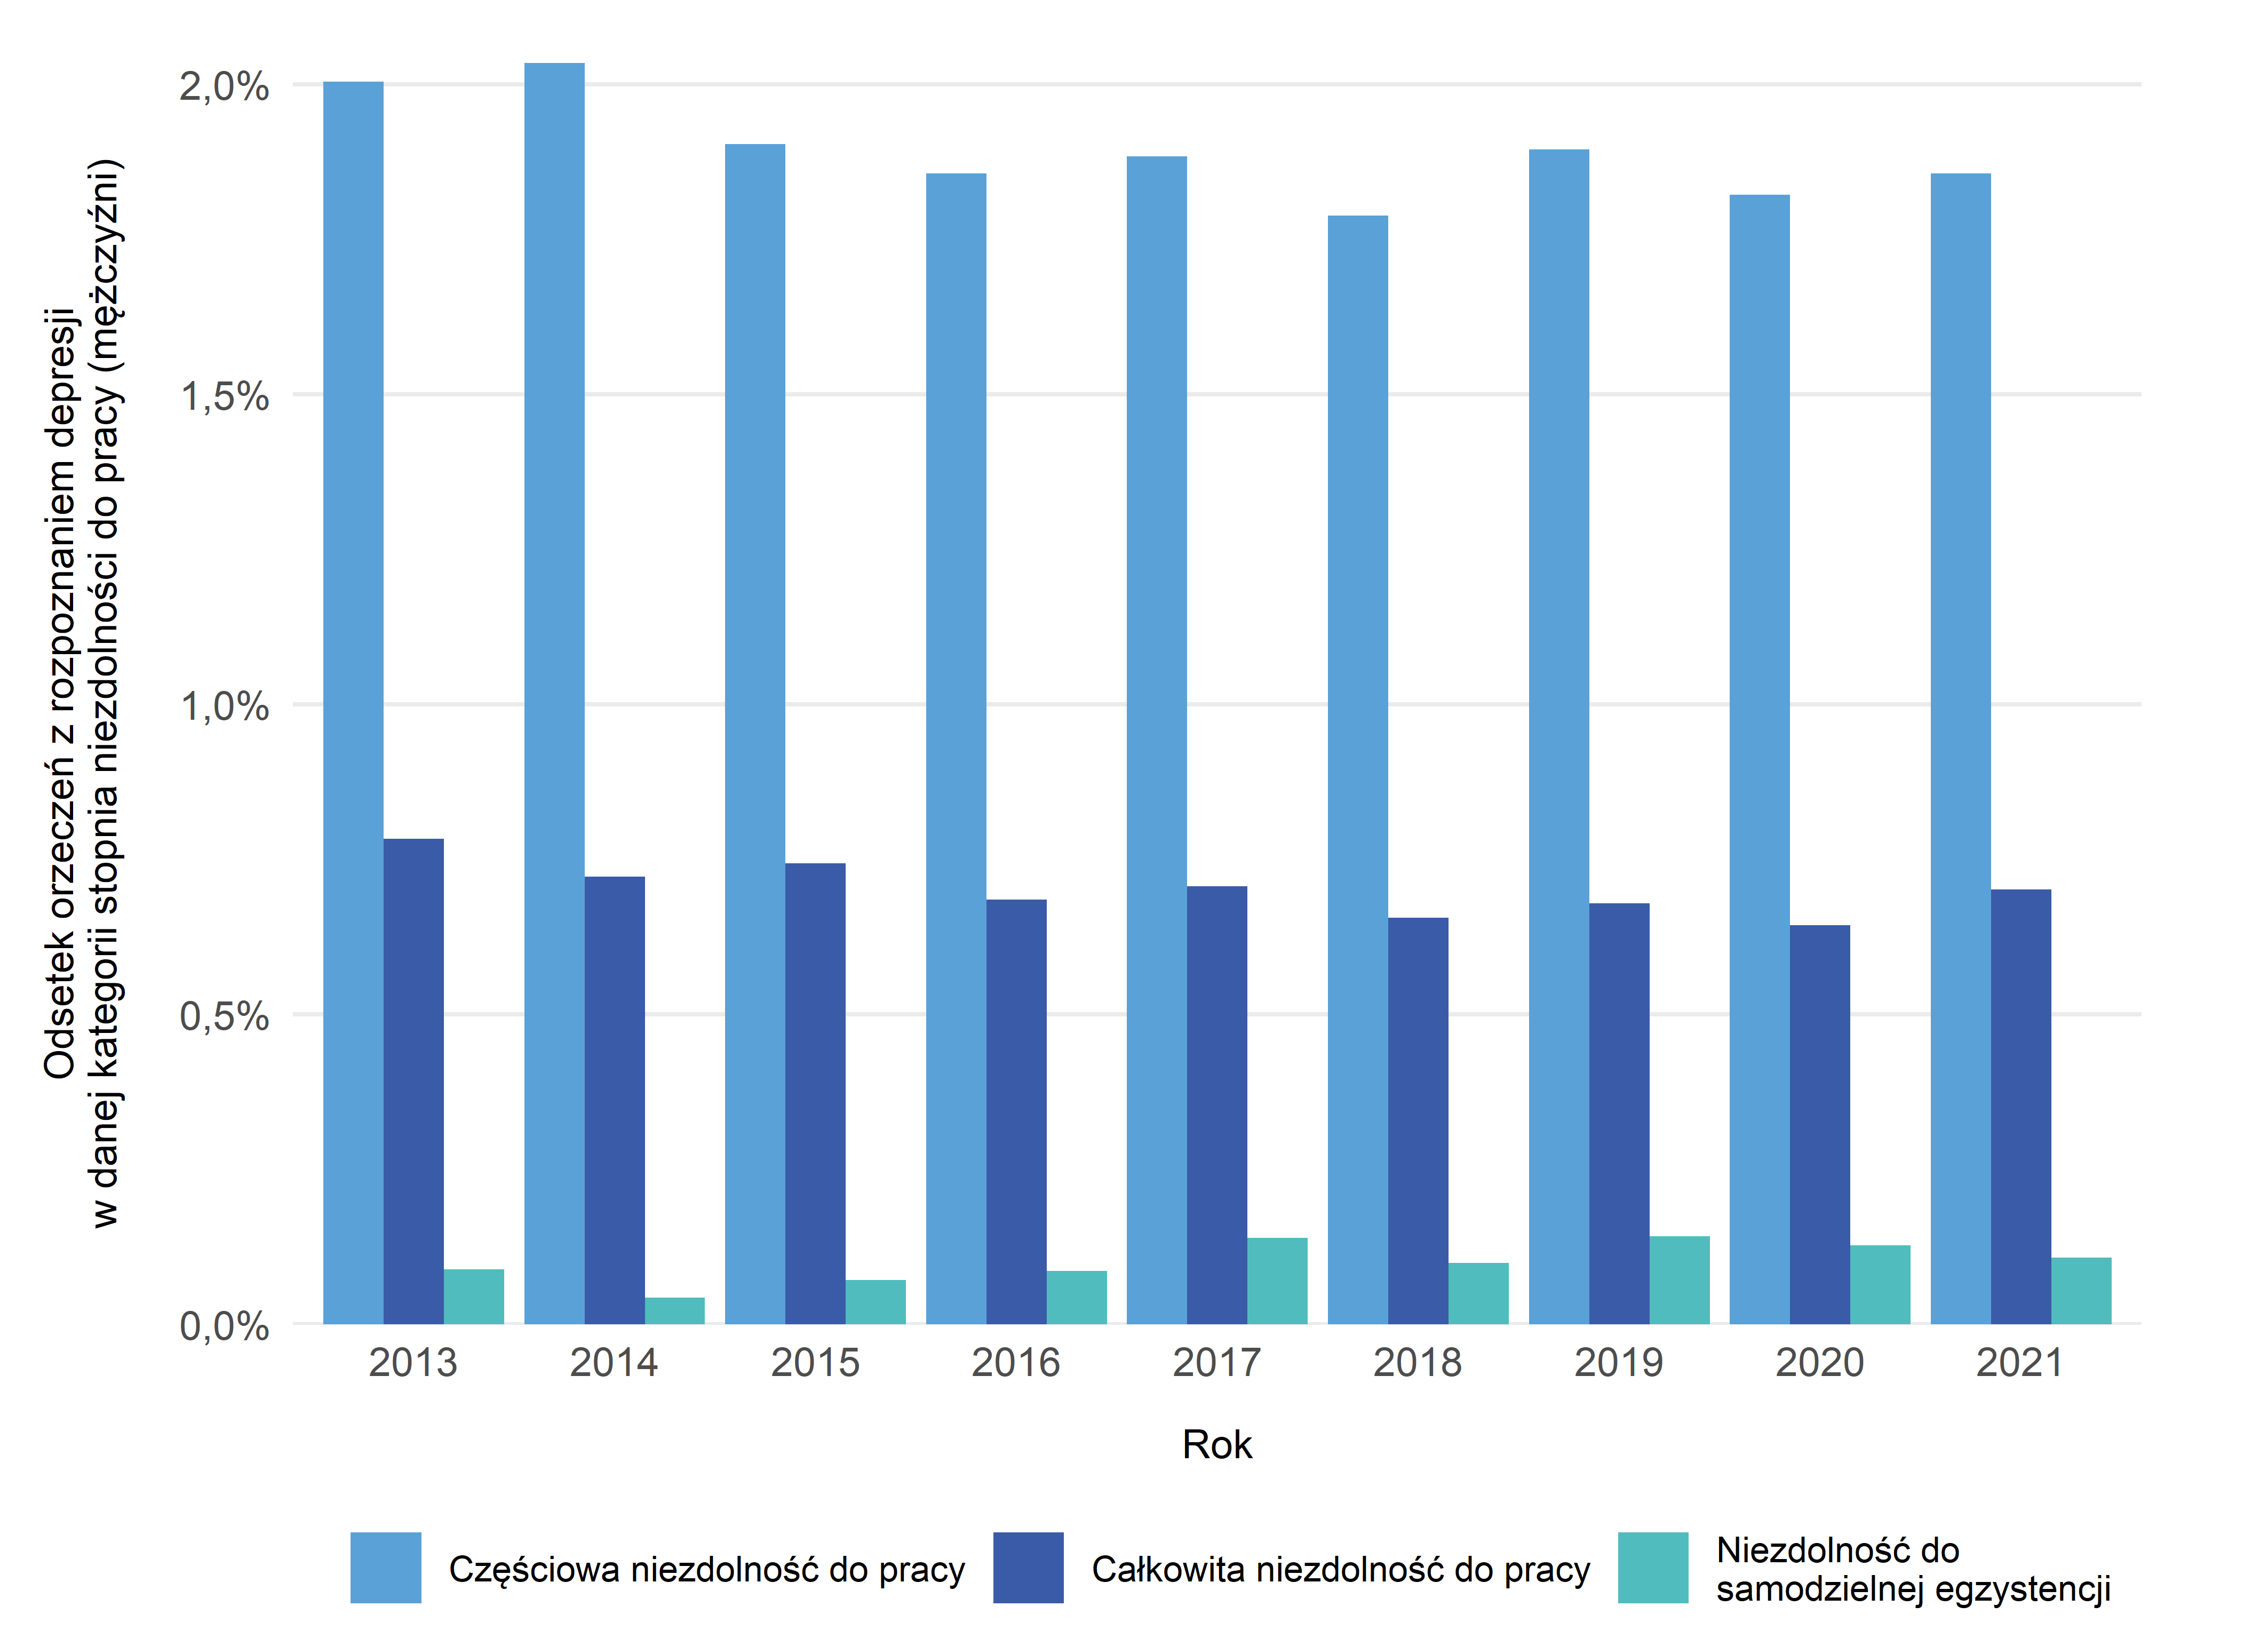 Odsetek orzeczeń z rozpoznaniem depresji
w danej kategorii stopnia niezdolności do pracy (mężczyźni)
2,0%
1,5%
1,0%
0,5%
0,0%
2013 2014 2015 2016 2017 2018 2019 2020 2021
Rok
Częściowa niezdolność do pracy
Całkowita niezdolność do pracy
Niezdolność do
samodzielnej egzystencji